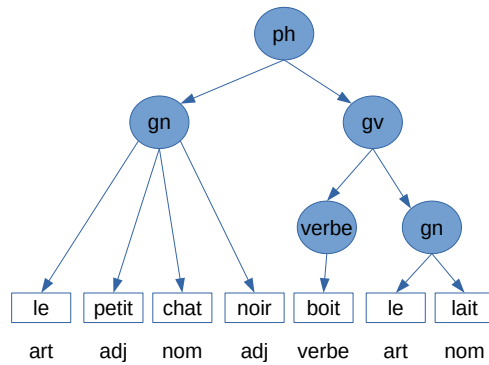 ph
gn gv
verbe gn
le petit chat noir boit le lait
art adj nom adj verbe art nom